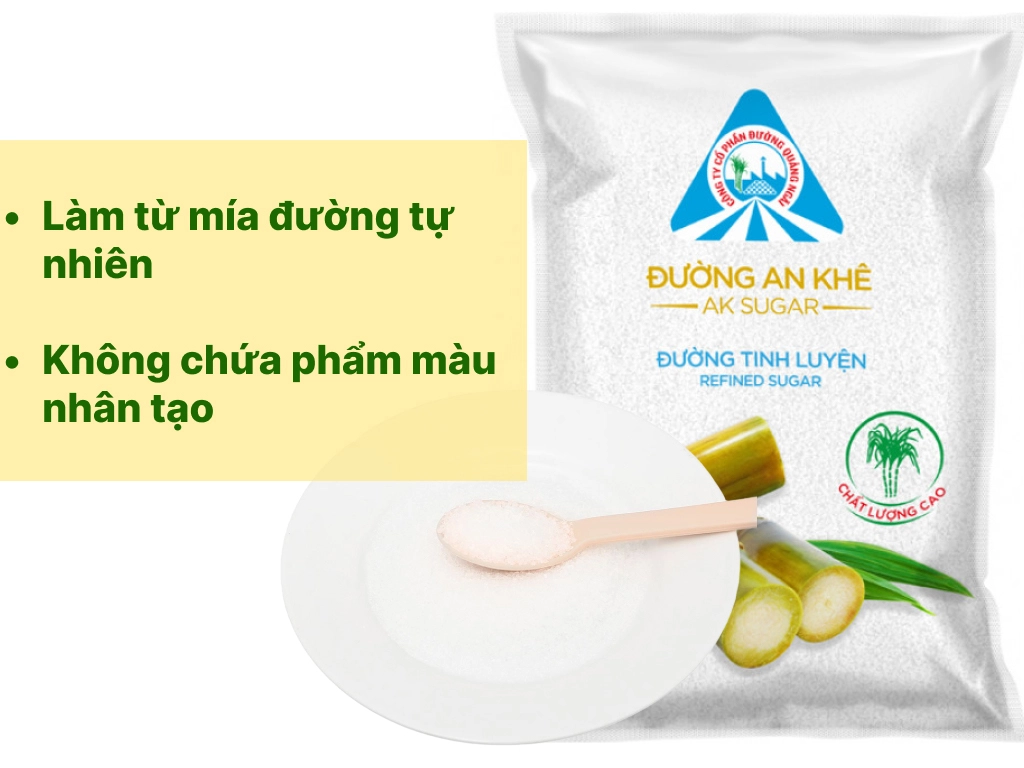 Làm từ mía đường tự
nhiên
Không chứa phẩm màu
nhân tạo
CÔNG TY CỔ PHẦN ĐƯỜNG QUẢNG NGÃI
ĐƯỜNG AN KHÊ
AK SUGAR
ĐƯỜNG TINH LUYỆN
REFINED SUGAR
CHẤT LƯỢNG CAO